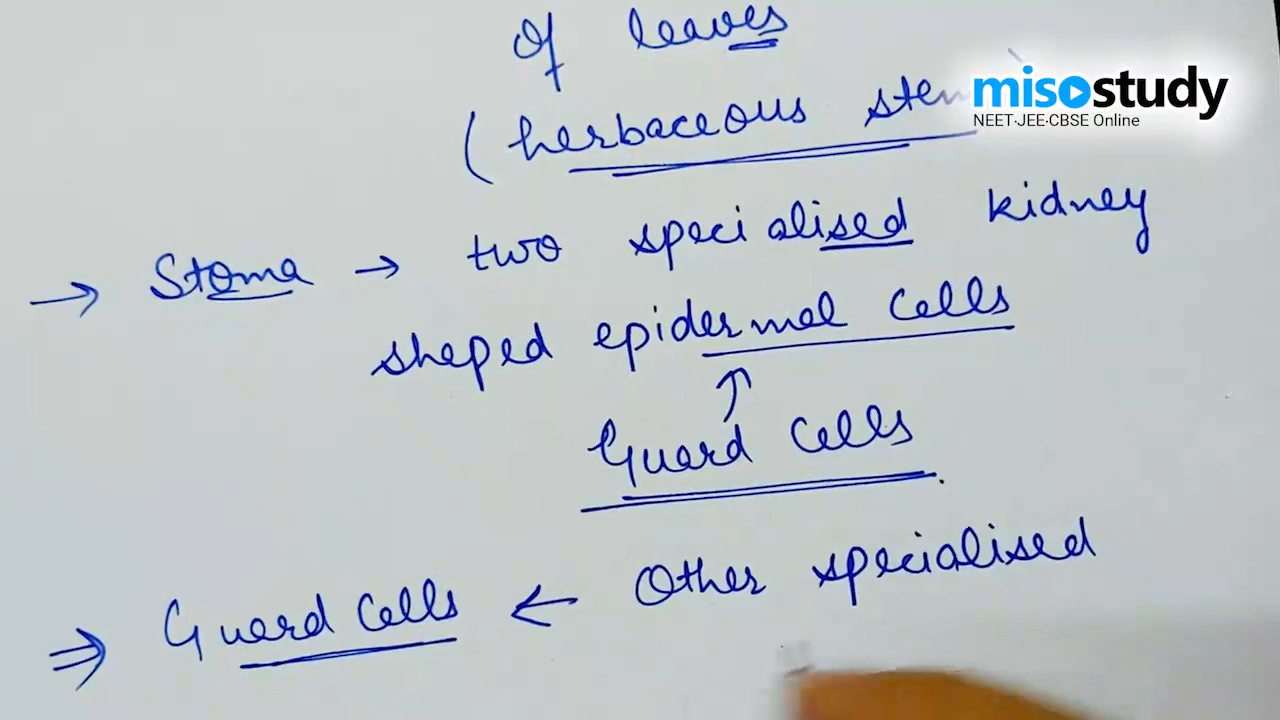 of leaves
(herbaceous stem
misostudy
NEET-JEE-CBSE Online
→ Stoma → two specialised kidney
shaped epidermal cells
↑
Guard cells.
⇒ Guard cells ← Other specialised